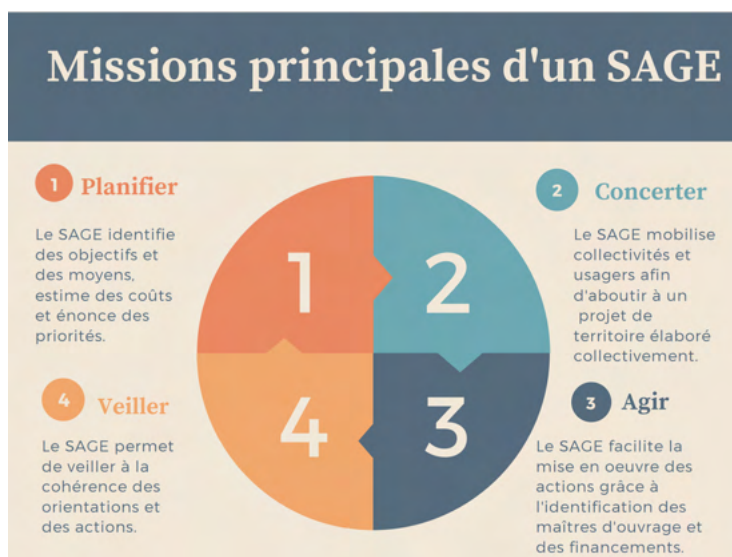 Missions principales d'un SAGE
1 Planifier
Le SAGE identifie
des objectifs et
des moyens,
estime des coûts
et énonce des
priorités.
2 Concerter
Le SAGE mobilise
collectivités et
usagers afin
d'aboutir à un
projet de
territoire élaboré
collectivement.
1
2
4
3
4 Veiller
Le SAGE permet
de veiller à la
cohérence des
orientations et
des actions.
3 Agir
Le SAGE facilite la
mise en oeuvre des
actions grâce à
l'identification des
maîtres d'ouvrage et
des financements.